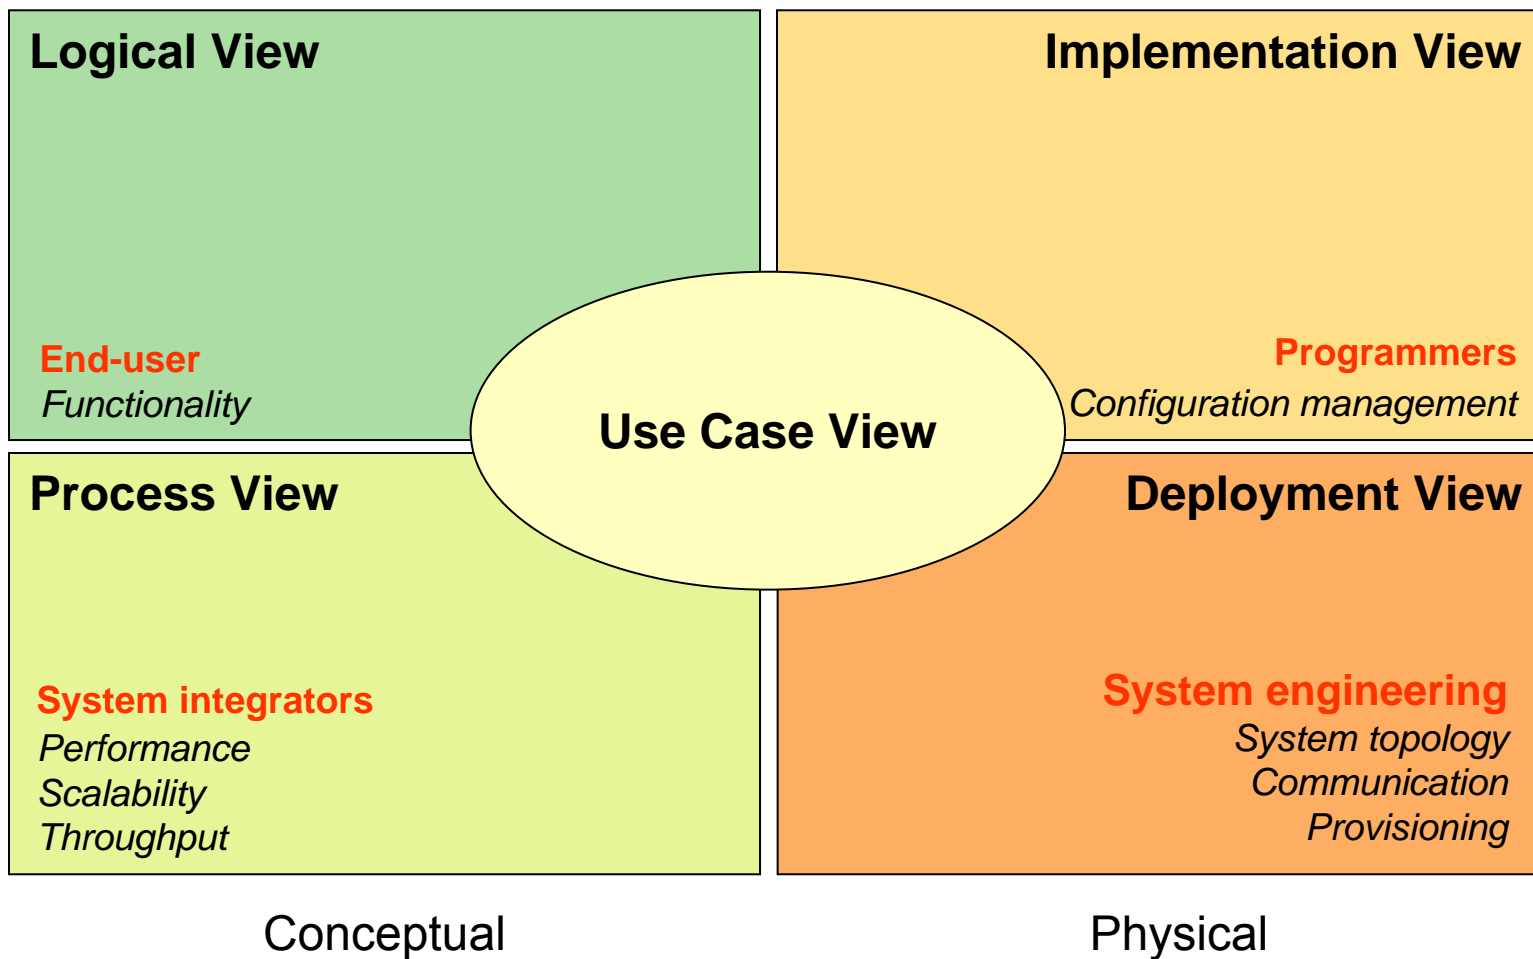 Logical View
End-user
Functionality
Implementation View
Programmers
Configuration management
Use Case View
Process View
System integrators
Performance
Scalability
Throughput
Deployment View
System engineering
System topology
Communication
Provisioning
Conceptual
Physical